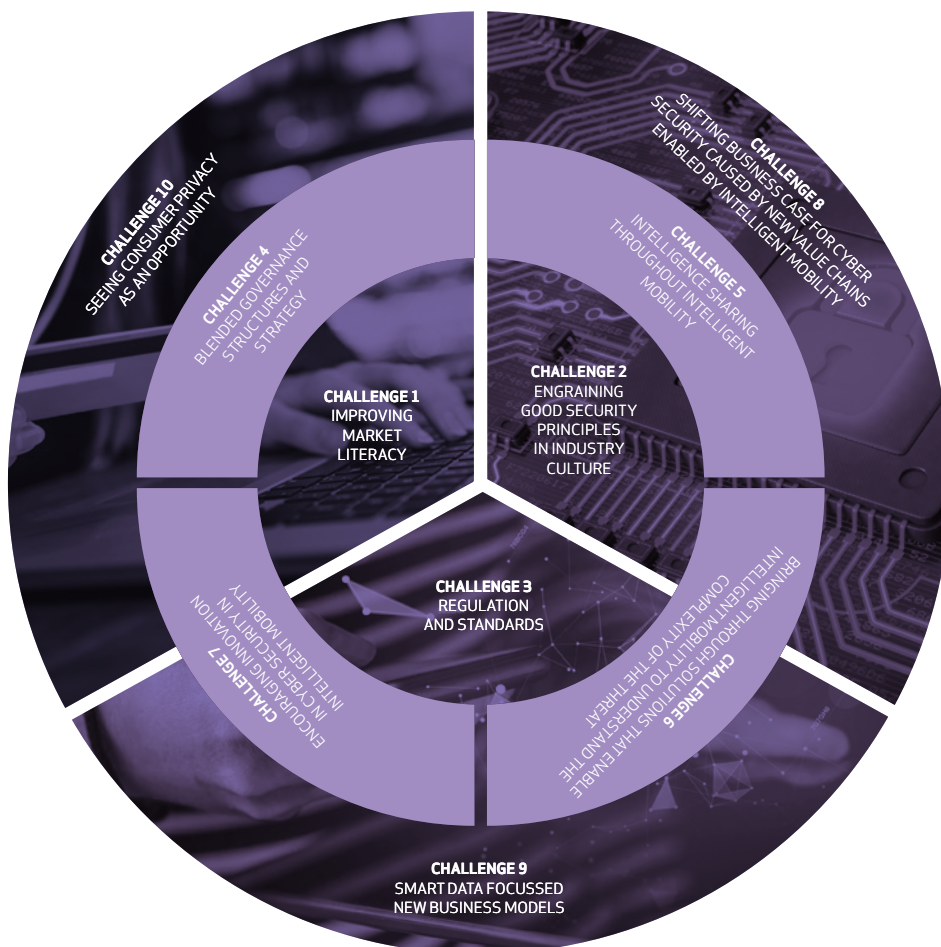 CHALLENGE 10
SEEING CONSUMER PRIVACY
AS AN OPPORTUNITY
CHALLENGE 8
SHIFTING BUSINESS CASE FOR CYBER
SECURITY CAUSED BY NEW VALUE CHAINS
ENABLED BY INTELLIGENT MOBILITY
CHALLENGE 4
BLENDED GOVERNANCE
STRUCTURES AND
STRATEGY
CHALLENGE 5
INTELLIGENCE SHARING
THROUGHOUT INTELLIGENT
MOBILITY
CHALLENGE 1
IMPROVING
MARKET
LITERACY
CHALLENGE 2
ENGRAINING
GOOD SECURITY
PRINCIPLES
IN INDUSTRY
CULTURE
CHALLENGE 3
REGULATION
AND STANDARDS
CHALLENGE 7
ENCOURAGING INNOVATION
IN CYBER SECURITY IN
INTELLIGENT MOBILITY
CHALLENGE 6
BRINGING THROUGH SOLUTIONS THAT ENABLE
INTELLIGENT MOBILITY TO UNDERSTAND THE
COMPLEXITY OF THE THREAT
CHALLENGE 9
SMART DATA FOCUSSED
NEW BUSINESS MODELS